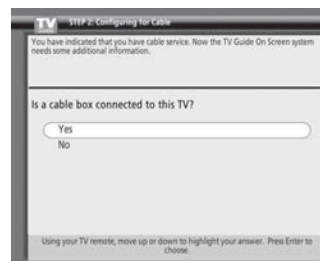 TV
STEP 2: Configuring for Cable
You have indicated that you have cable service. Now the TV Guide On Screen system
needs some additional information.
Is a cable box connected to this TV?
Yes
No
Using your TV remote, move up or down to highlight your answer. Press Enter to
choose.